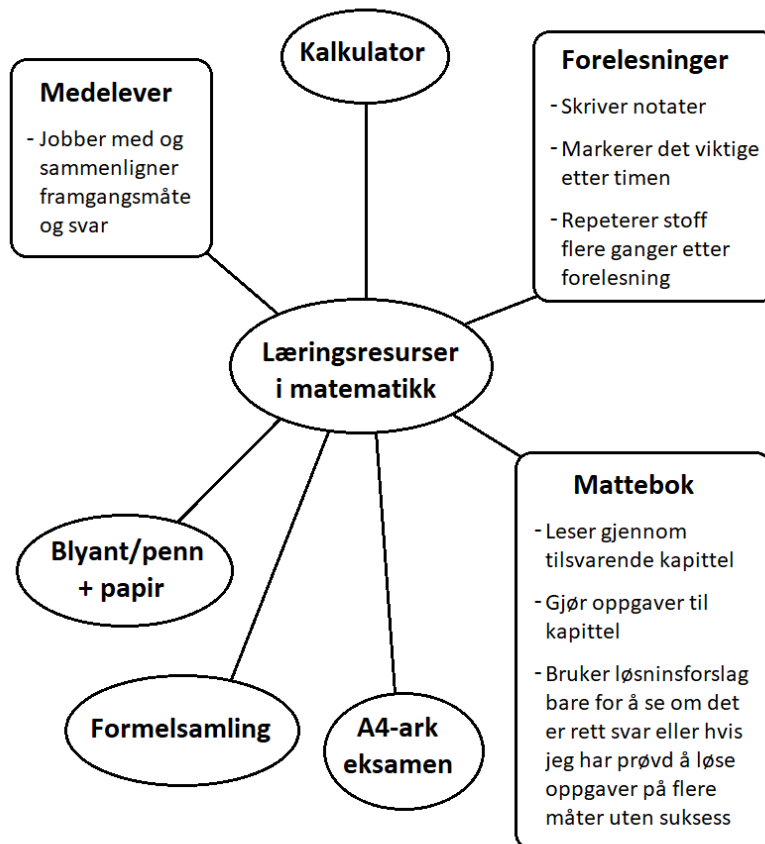 Kalkulator
Medelever
- Jobber med og
sammenligner
framgangsmåte
og svar
Forelesninger
- Skriver notater
- Markerer det viktige
etter timen
- Repeterer stoff
flere ganger etter
forelesning
Læringsresurser
i matematikk
Blyant/penn
+ papir
Formelsamling
A4-ark
eksamen
Mattebok
- Leser gjennom
tilsvarende kapittel
- Gjør oppgaver til
kapittel
- Bruker løsninsforslag
bare for å se om det
er rett svar eller hvis
jeg har prøvd å løse
oppgaver på flere
måter uten suksess